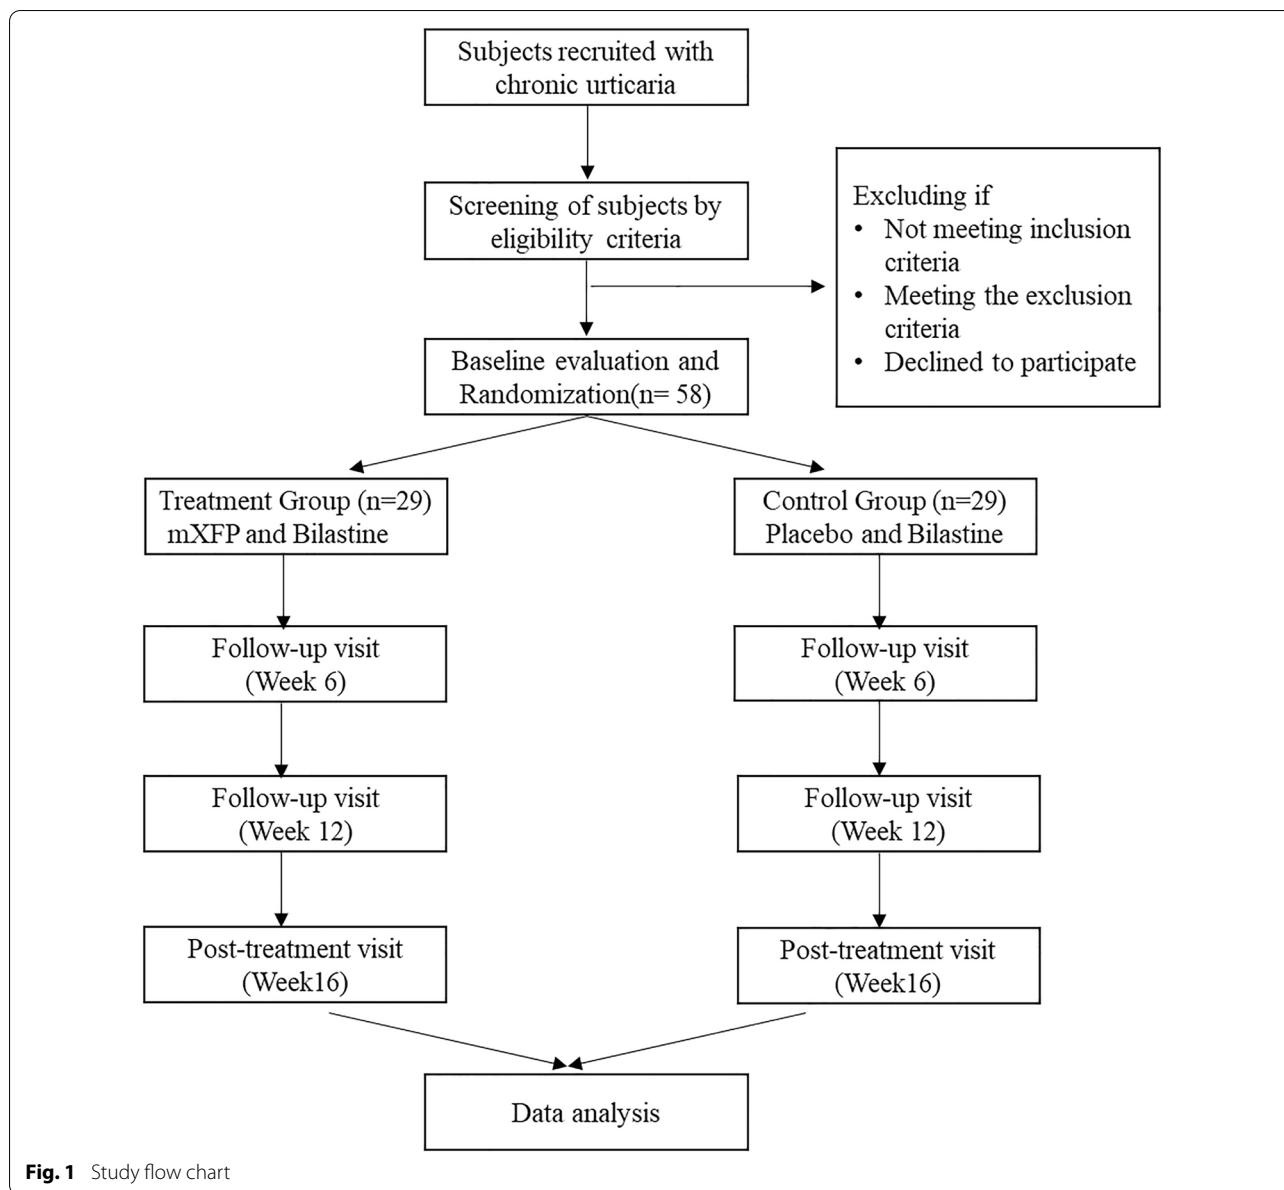 Subjects recruited with
chronic urticaria
Screening of subjects by
eligibility criteria
Excluding if
• Not meeting inclusion
criteria
• Meeting the exclusion
criteria
• Declined to participate
Baseline evaluation and
Randomization(n= 58)
Treatment Group (n=29)
mXFP and Bilastine
Control Group (n=29)
Placebo and Bilastine
Follow-up visit
(Week 6)
Follow-up visit
(Week 6)
Follow-up visit
(Week 12)
Follow-up visit
(Week 12)
Post-treatment visit
(Week16)
Post-treatment visit
(Week16)
Data analysis
Fig. 1 Study flow chart